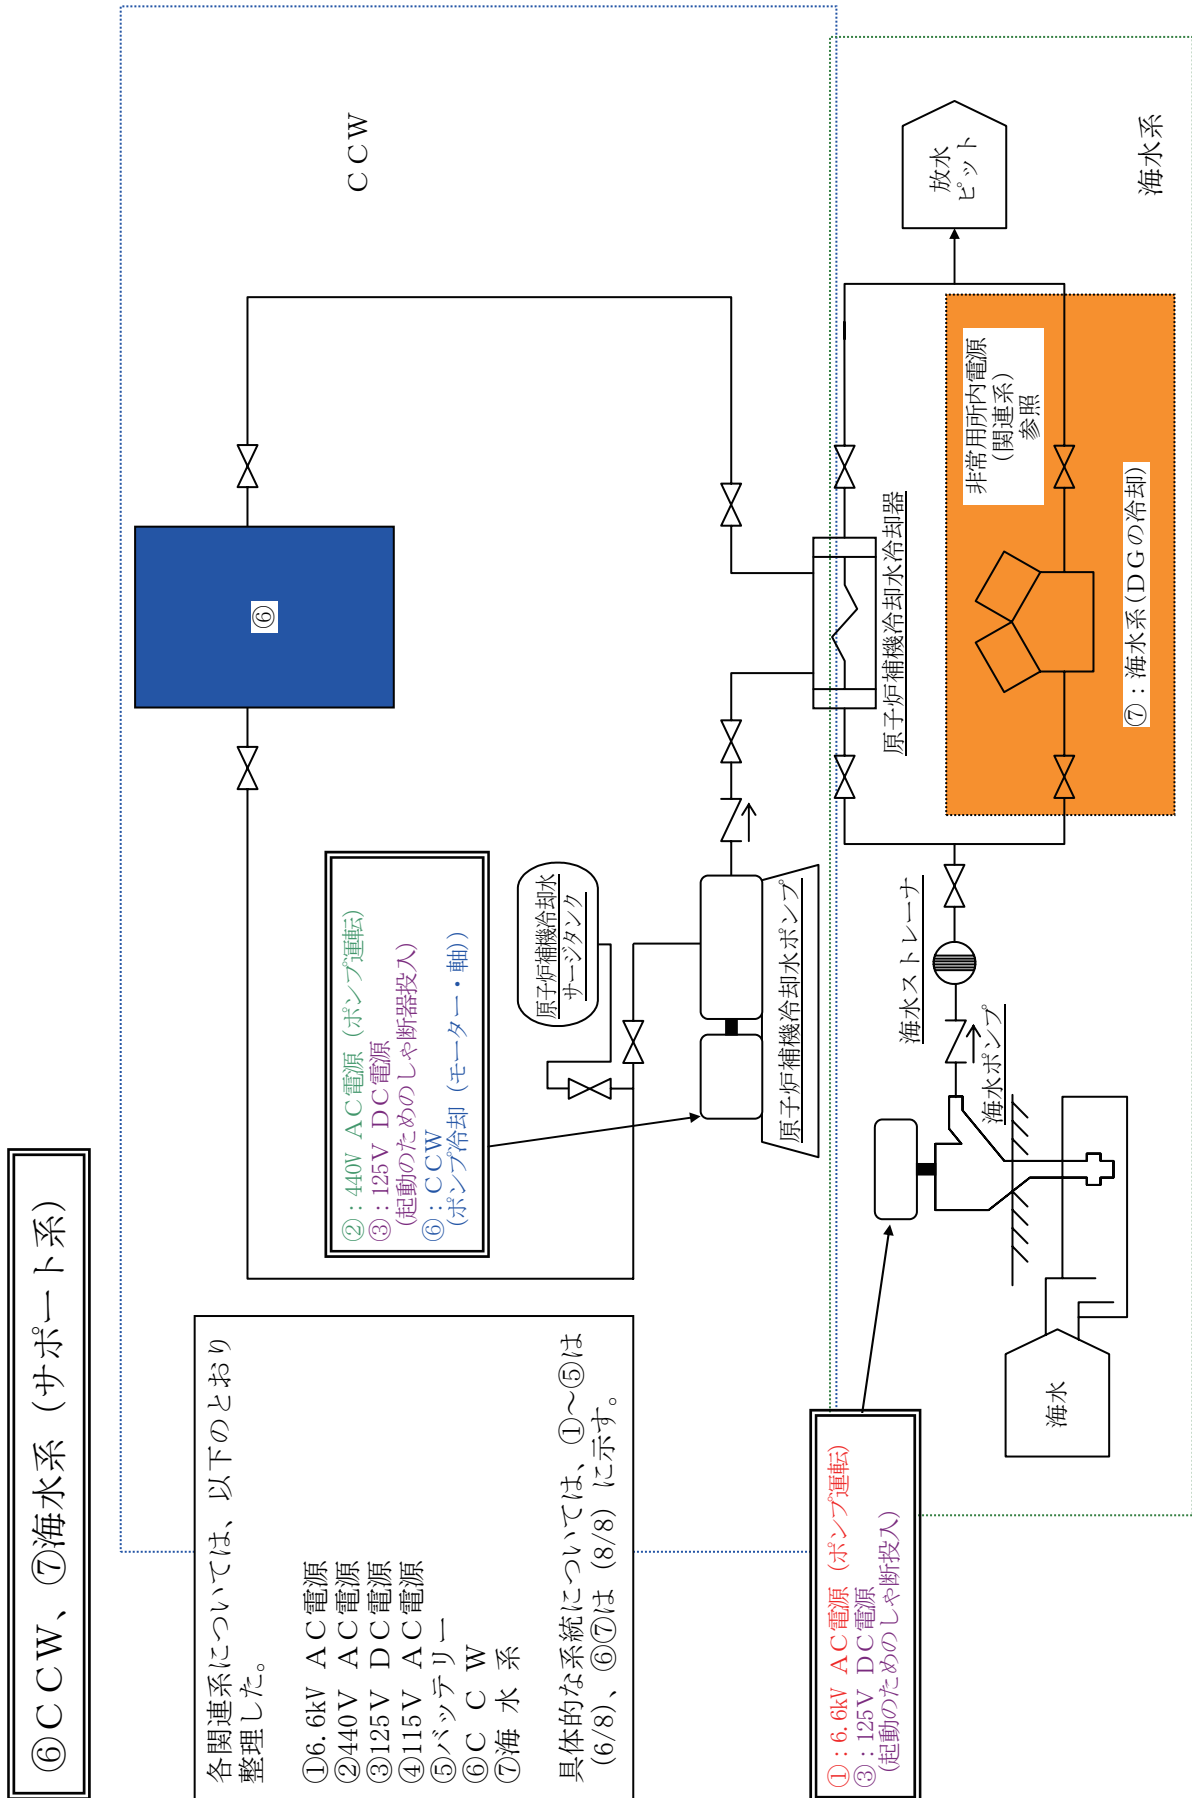 ⑥ＣＣＷ、⑦海水系（サポート系）
各関連系については、以下のとおり
整理した。
①6.6kV ＡＣ電源
②440V ＡＣ電源
③125V ＤＣ電源
④115V ＡＣ電源
⑤バッテリー
⑥Ｃ Ｃ Ｗ
⑦海 水 系
具体的な系統については、①～⑤は
(6/8)、⑥⑦は (8/8) に示す。
ＣＣＷ
⑥
②：440V ＡＣ電源（ポンプ運転）
③：125V ＤＣ電源
(起動のためのしゃ断器投入)
⑥：ＣＣＷ
(ポンプ冷却（モーター・軸）)
原子炉補機冷却水
サージタンク
原子炉補機冷却水ポンプ
原子炉補機冷却水冷却器
①：6.6kV ＡＣ電源（ポンプ運転）
③：125V ＤＣ電源
(起動のためのしゃ断投入)
海水
海水ポンプ
海水ストレーナ
非常用所内電源
(関連系)
参照
⑦：海水系(ＤＧの冷却)
放水
ピット
海水系